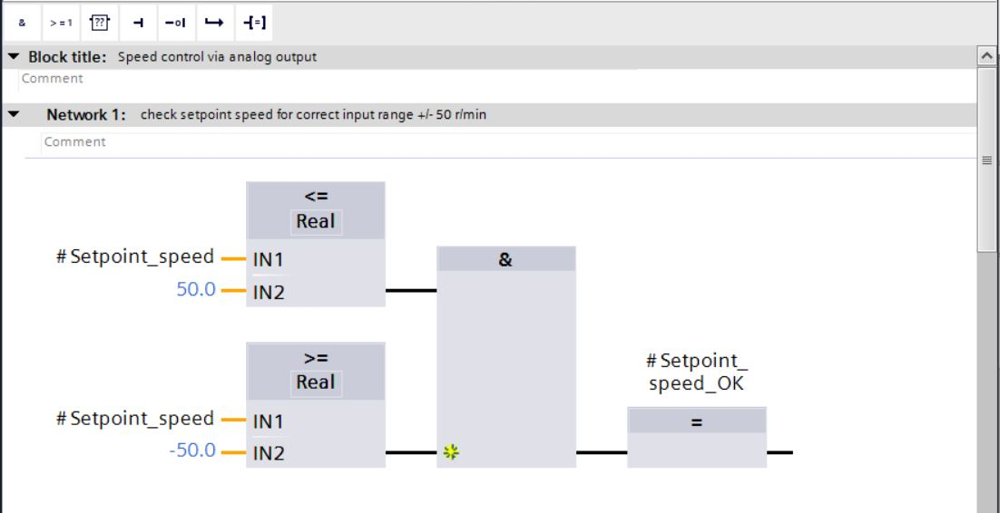 & >=1 ?? -o| -[=]
Block title: Speed control via analog output
Comment
Network 1: check setpoint speed for correct input range +/- 50 r/min
Comment
<=
Real
#Setpoint_speed IN1
50.0 IN2
&
>=
Real
#Setpoint_speed IN1
-50.0 IN2
#Setpoint_
speed_OK
=